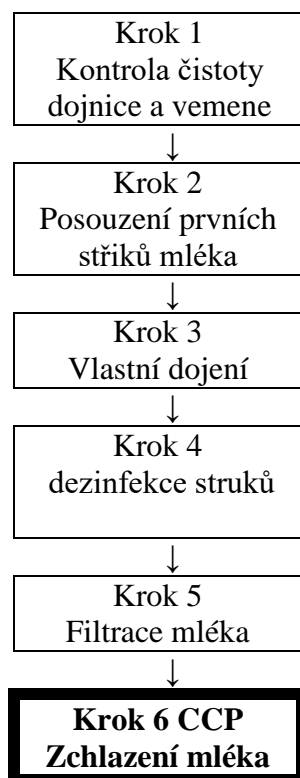 Krok 1
Kontrola čistoty
dojnice a vemene
↓
Krok 2
Posouzení prvních
střiků mléka
↓
Krok 3
Vlastní dojení
↓
Krok 4
dezinfekce struků
↓
Krok 5
Filtrace mléka
↓
Krok 6 CCP
Zchlazení mléka